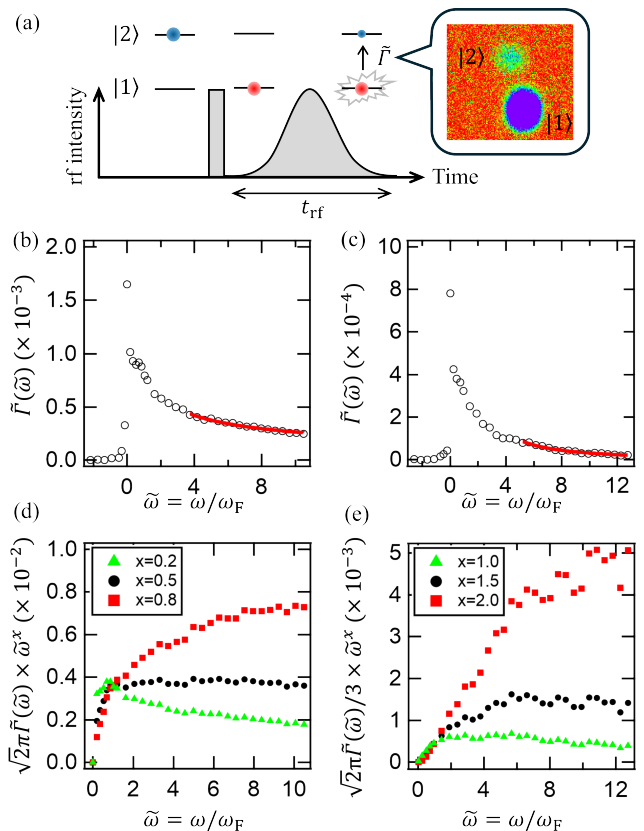 (a)
|2⟩
Γ̃
|2⟩
|1⟩
|1⟩
rf intensity
Time
t_rf
(b)
(c)
2.0
1.5
1.0
0.5
0.0
Γ̃(ω̃) (× 10⁻³)
0 4 8
ω̃ = ω/ω_F
10
8
6
4
2
0
Γ̃(ω̃) (× 10⁻⁴)
0 4 8 12
ω̃ = ω/ω_F
(d)
(e)
1.0
0.8
0.6
0.4
0.2
0.0
√2πΓ̃(ω̃) × ω̃ˣ (× 10⁻²)
x=0.2
x=0.5
x=0.8
0 2 4 6 8 10
ω̃ = ω/ω_F
5
4
3
2
1
0
√2πΓ̃(ω̃)/3 × ω̃ˣ (× 10⁻³)
x=1.0
x=1.5
x=2.0
0 4 8 12
ω̃ = ω/ω_F